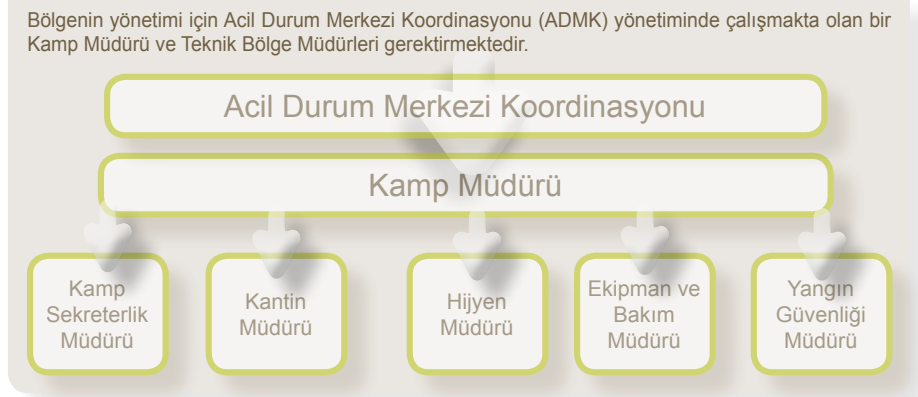 Bölgenin yönetimi için Acil Durum Merkezi Koordinasyonu (ADMK) yönetiminde çalışmakta olan bir
Kamp Müdürü ve Teknik Bölge Müdürleri gerektirmektedir.
Acil Durum Merkezi Koordinasyonu
Kamp Müdürü
Kamp
Sekreterlik
Müdürü
Kantin
Müdürü
Hijyen
Müdürü
Ekipman ve
Bakım
Müdürü
Yangın
Güvenliği
Müdürü